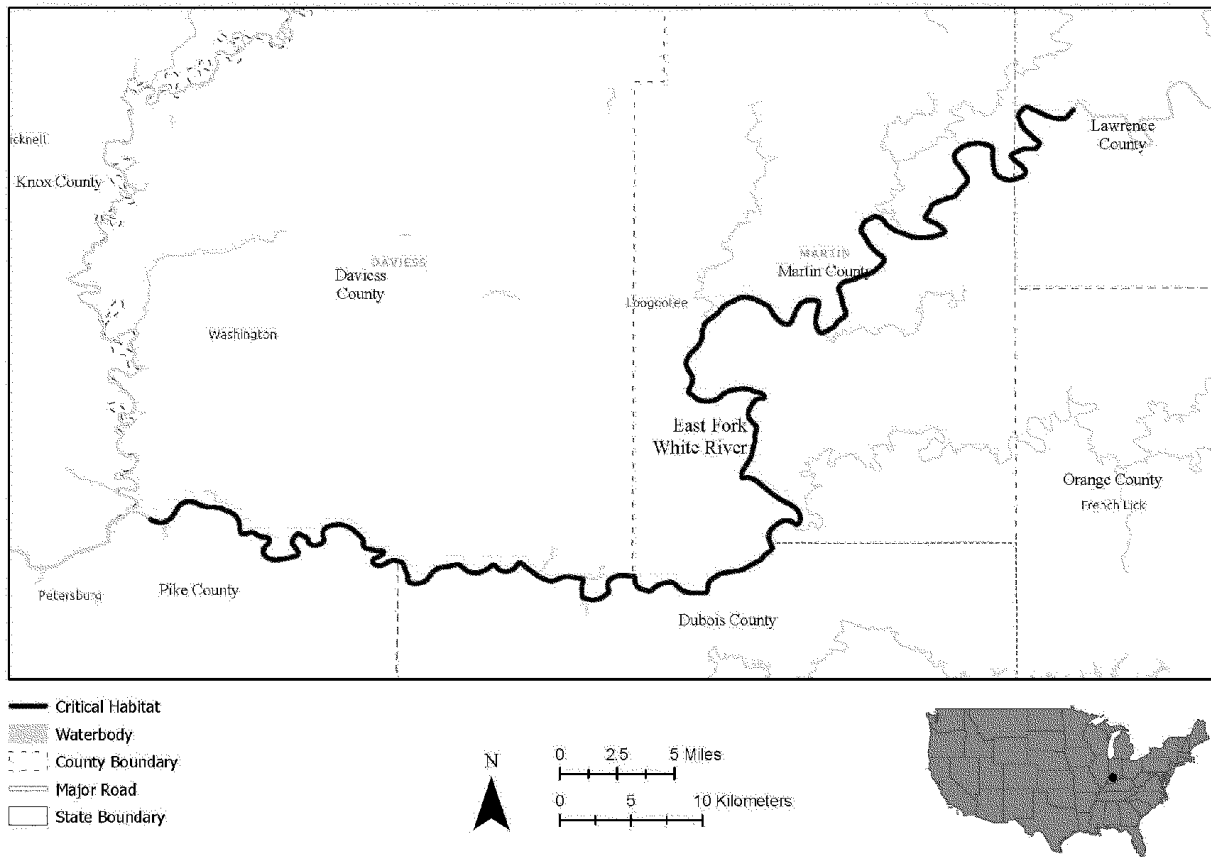 icknell
Knox County
Lawrence
County
DAVIESS
Daviess
County
MARTIN
Martin County
Loogootee
Washington
East Fork
White River
Orange County
French Lick
Petersburg
Pike County
Dubois County
Critical Habitat
Waterbody
County Boundary
Major Road
State Boundary
N
0 2.5 5 Miles
0 5 10 Kilometers